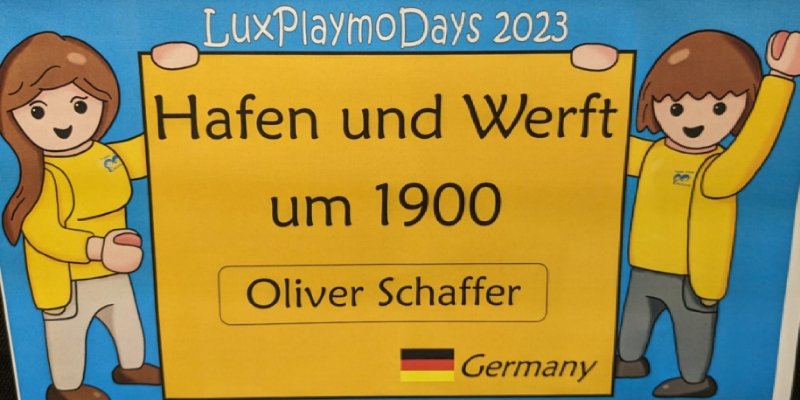 LuxPlaymoDays 2023
Hafen und Werft
um 1900
Oliver Schaffer
Germany